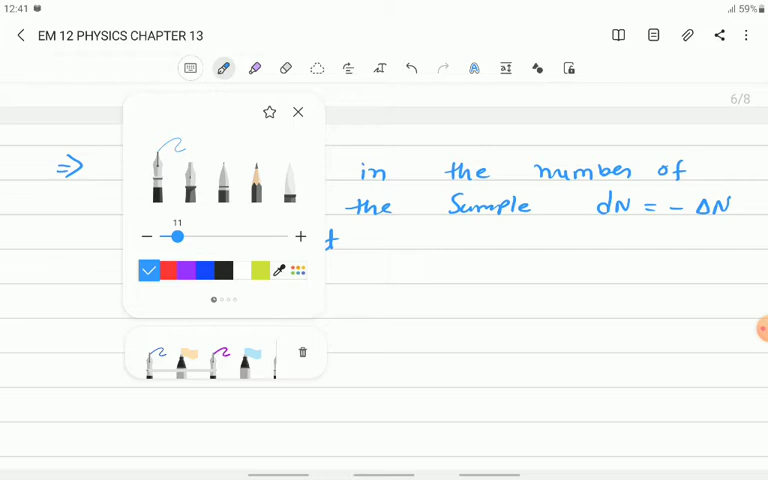 12:41 59%
EM 12 PHYSICS CHAPTER 13
6/8
⇒ in the number of
the Sample dN = - ΔN
11
t